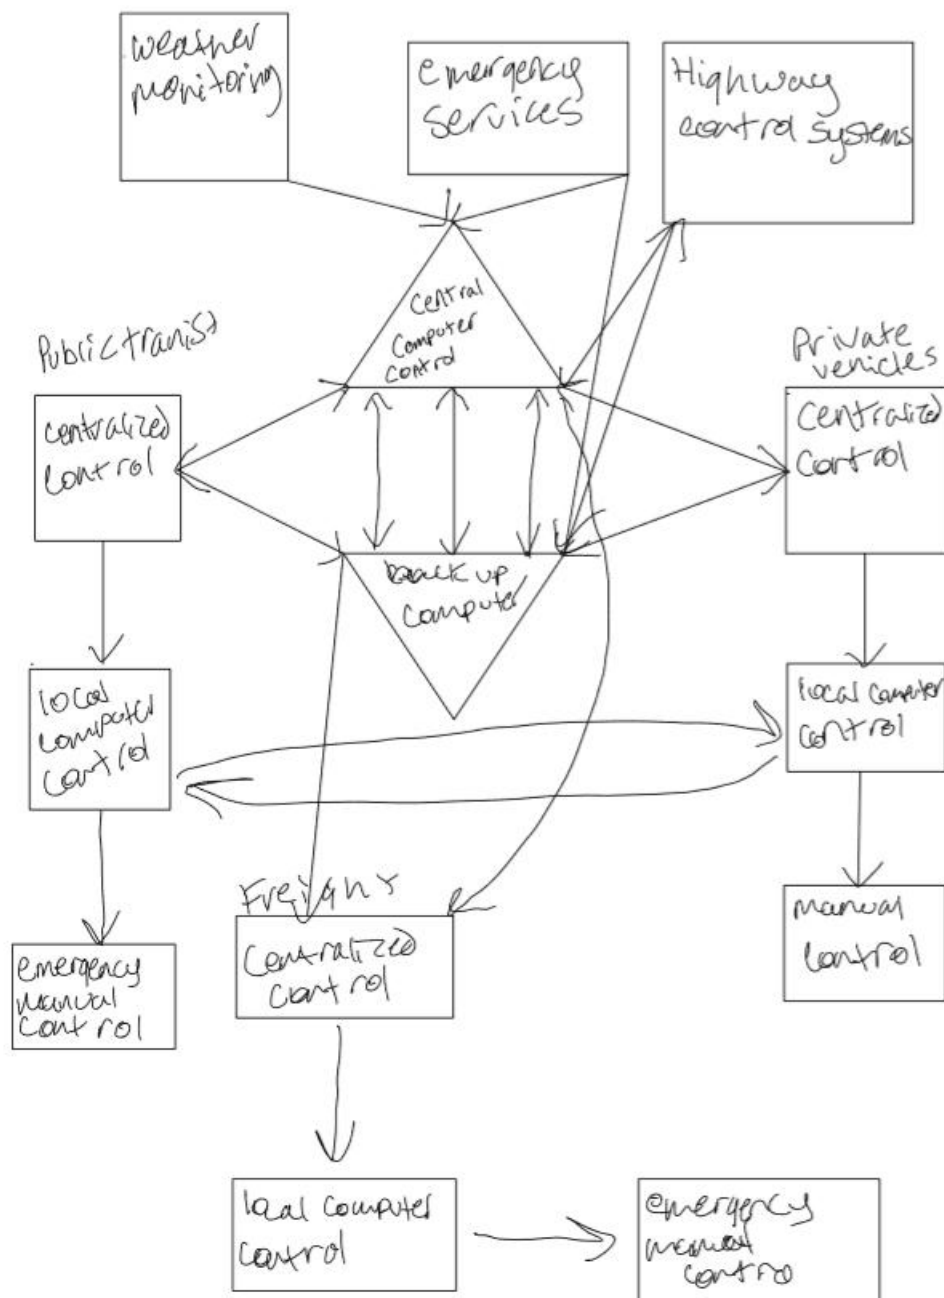 weather
monitoring
emergency
services
Highway
control systems
Central
Computer
control
Public tranist
Private
vehicles
centralized
control
Centralized
Control
back up
computer
local
computer
control
local computer
control
Freight
Centralized
control
manual
control
emergency
manual
control
local computer
control
emergency
manual
control